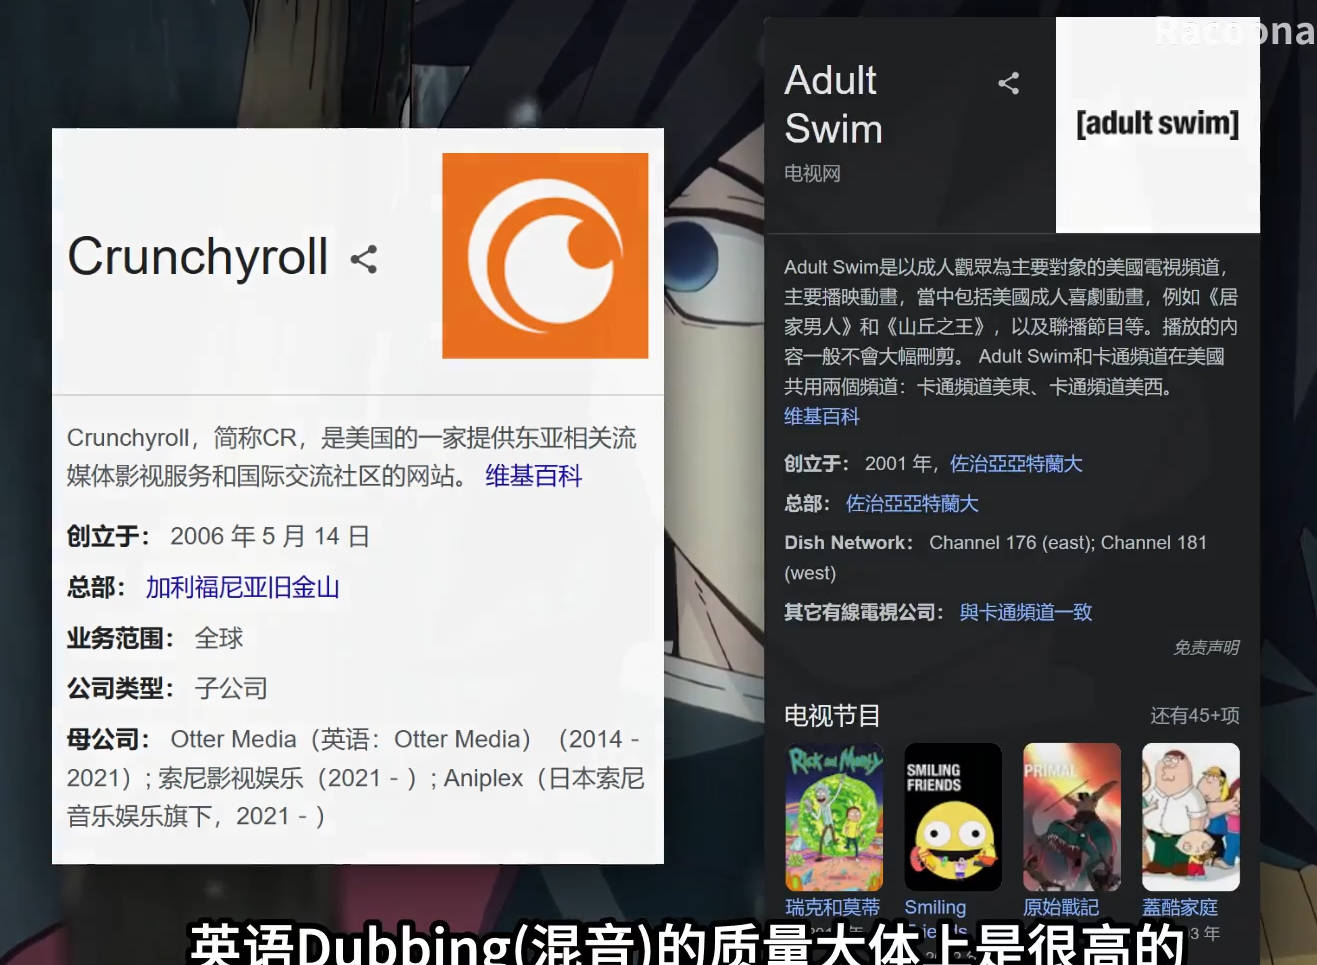 Racoona
Crunchyroll
Crunchyroll，简称CR，是美国的一家提供东亚相关流
媒体影视服务和国际交流社区的网站。 维基百科
创立于： 2006 年 5 月 14 日
总部： 加利福尼亚旧金山
业务范围： 全球
公司类型： 子公司
母公司： Otter Media（英语：Otter Media）（2014 -
2021）; 索尼影视娱乐（2021 - ）; Aniplex（日本索尼
音乐娱乐旗下，2021 - ）
Adult
Swim
电视网
[adult swim]
Adult Swim是以成人觀眾為主要對象的美國電視頻道，
主要播映動畫，當中包括美國成人喜劇動畫，例如《居
家男人》和《山丘之王》，以及聯播節目等。播放的內
容一般不會大幅刪剪。 Adult Swim和卡通頻道在美國
共用兩個頻道：卡通頻道美東、卡通頻道美西。
维基百科
创立于： 2001 年，佐治亞亞特蘭大
总部： 佐治亞亞特蘭大
Dish Network： Channel 176 (east); Channel 181
(west)
其它有線電視公司： 與卡通頻道一致
免责声明
电视节目
还有45+项
Rick and Morty
SMILING
FRIENDS
PRIMAL
瑞克和莫蒂
Smiling
原始戰記
蓋酷家庭
英语Dubbing(混音)的质量大体上是很高的